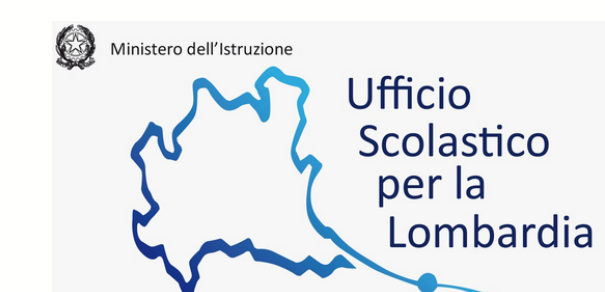 Ministero dell'Istruzione
Ufficio
Scolastico
per la
Lombardia